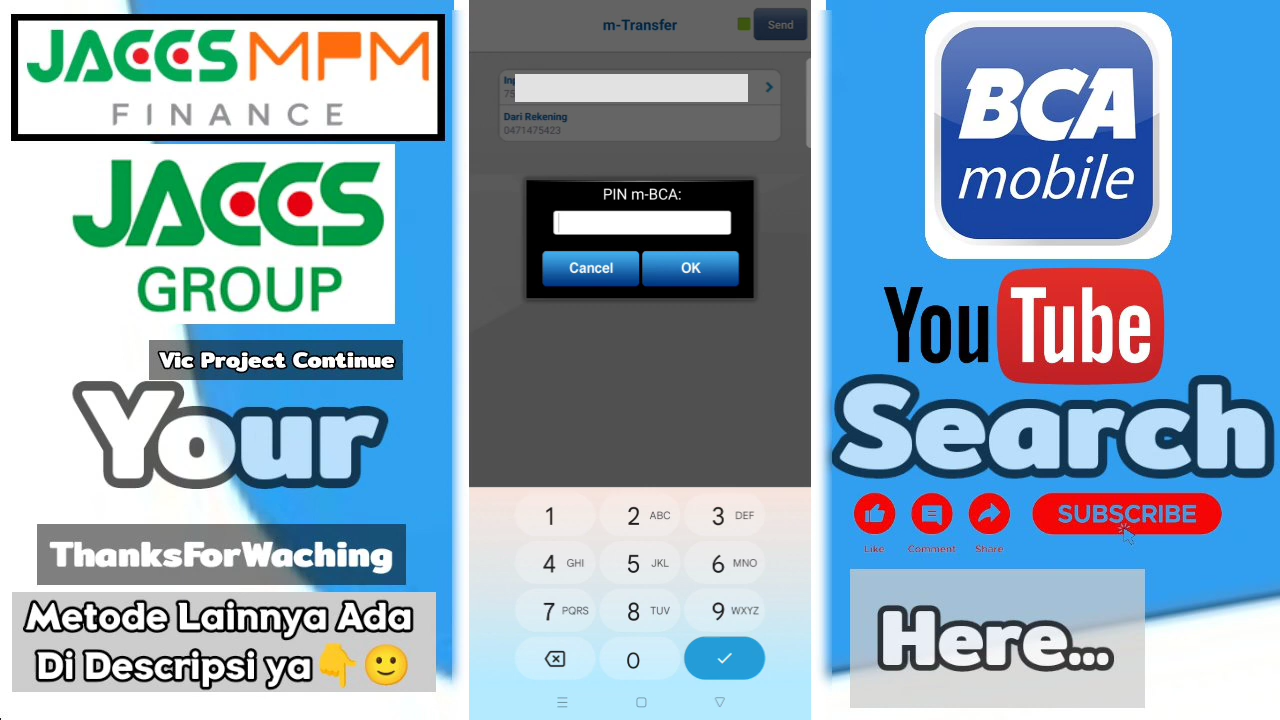 JACCS MPM
FINANCE
JACCS
GROUP
Vic Project Continue
Your
ThanksForWaching
Metode Lainnya Ada
Di Descripsi ya👇🙂
m-Transfer
Send
75
Dari Rekening
0471475423
PIN m-BCA:
Cancel
OK
1
2 ABC
3 DEF
4 GHI
5 JKL
6 MNO
7 PQRS
8 TUV
9 WXYZ
0
BCA
mobile
YouTube
Search
SUBSCRIBE
Like
Comment
Share
Here...